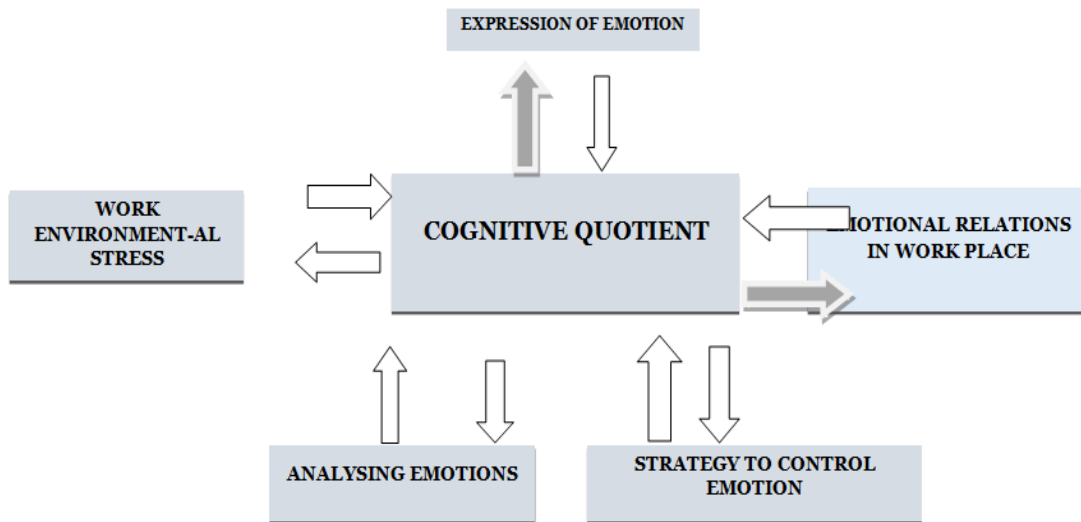 EXPRESSION OF EMOTION
WORK
ENVIRONMENT-AL
STRESS
COGNITIVE QUOTIENT
EMOTIONAL RELATIONS
IN WORK PLACE
ANALYSING EMOTIONS
STRATEGY TO CONTROL
EMOTION